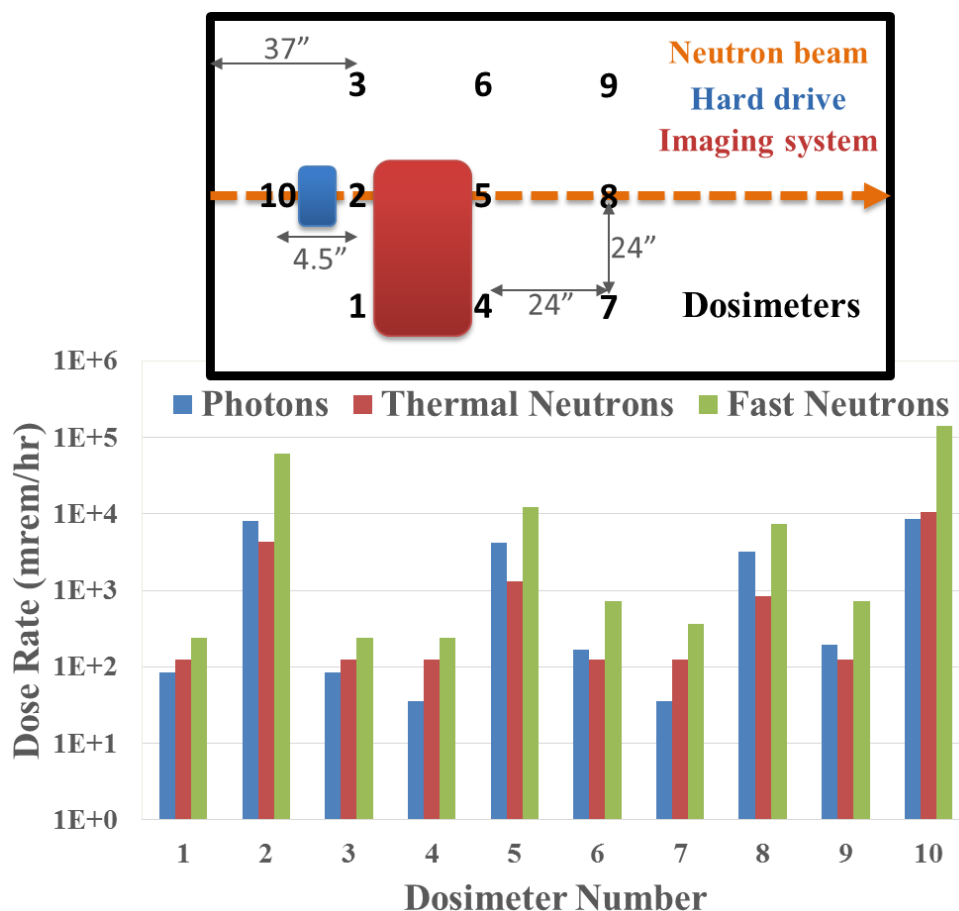 37”
Neutron beam
3 6 9
Hard drive
Imaging system
10 2 5 8
4.5”
24”
1 4 7
24”
Dosimeters
1E+6
Photons Thermal Neutrons Fast Neutrons
1E+5
1E+4
1E+3
1E+2
1E+1
1E+0
Dose Rate (mrem/hr)
1 2 3 4 5 6 7 8 9 10
Dosimeter Number